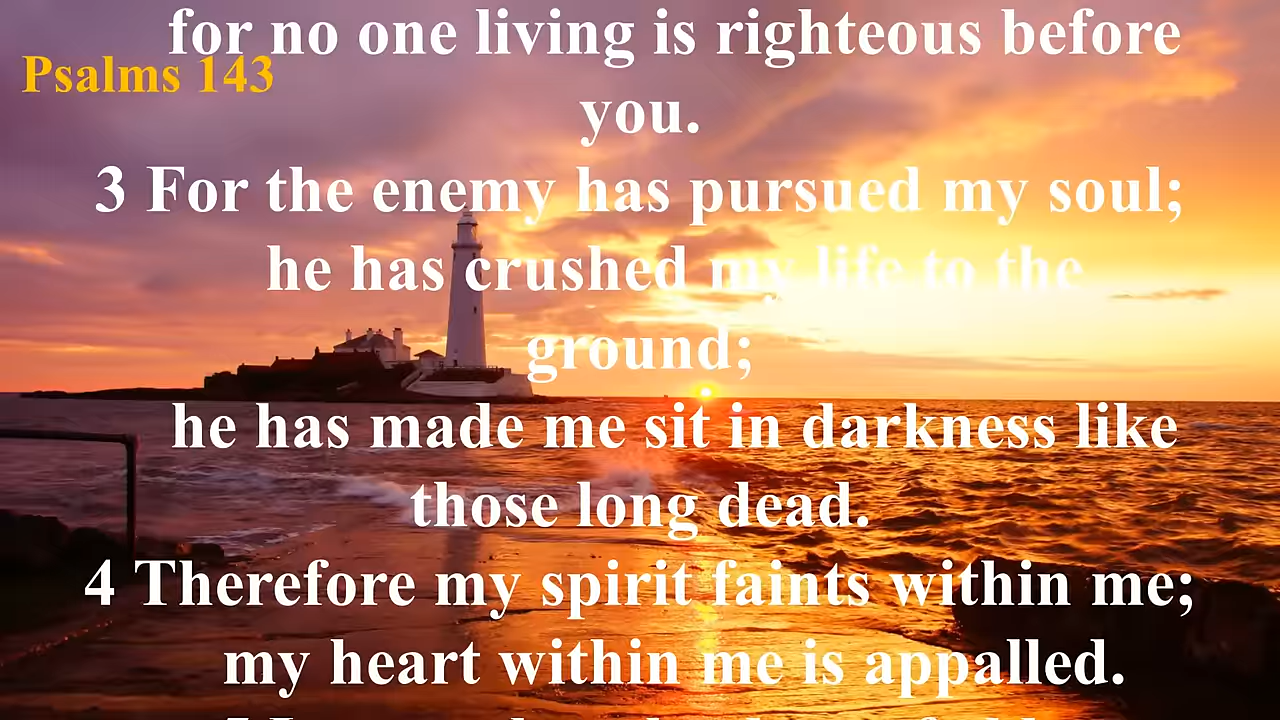 for no one living is righteous before
Psalms 143
you.
3 For the enemy has pursued my soul;
he has crushed my life to the
ground;
he has made me sit in darkness like
those long dead.
4 Therefore my spirit faints within me;
my heart within me is appalled.